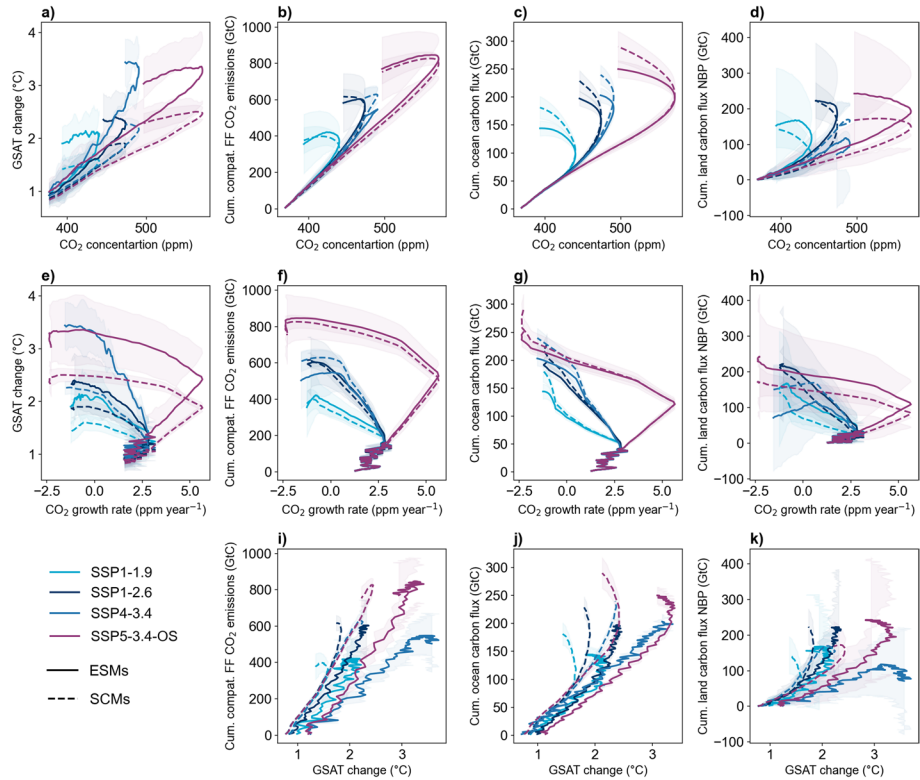 a)
GSAT change (°C)
4
3
2
1
400
500
CO2 concentartion (ppm)
b)
Cum. compat. FF CO2 emissions (GtC)
1000
800
600
400
200
0
400
500
CO2 concentartion (ppm)
c)
Cum. ocean carbon flux (GtC)
300
250
200
150
100
50
0
400
500
CO2 concentartion (ppm)
d)
Cum. land carbon flux NBP (GtC)
400
300
200
100
0
−100
400
500
CO2 concentartion (ppm)
e)
GSAT change (°C)
4
3
2
1
−2.5
0.0
2.5
5.0
CO2 growth rate (ppm year−1)
f)
Cum. compat. FF CO2 emissions (GtC)
1000
800
600
400
200
0
−2.5
0.0
2.5
5.0
CO2 growth rate (ppm year−1)
g)
Cum. ocean carbon flux (GtC)
300
250
200
150
100
50
0
−2.5
0.0
2.5
5.0
CO2 growth rate (ppm year−1)
h)
Cum. land carbon flux NBP (GtC)
400
300
200
100
0
−100
−2.5
0.0
2.5
5.0
CO2 growth rate (ppm year−1)
SSP1-1.9
SSP1-2.6
SSP4-3.4
SSP5-3.4-OS
ESMs
SCMs
i)
Cum. compat. FF CO2 emissions (GtC)
1000
800
600
400
200
0
1
2
3
GSAT change (°C)
j)
Cum. ocean carbon flux (GtC)
300
250
200
150
100
50
0
1
2
3
GSAT change (°C)
k)
Cum. land carbon flux NBP (GtC)
400
300
200
100
0
−100
1
2
3
GSAT change (°C)